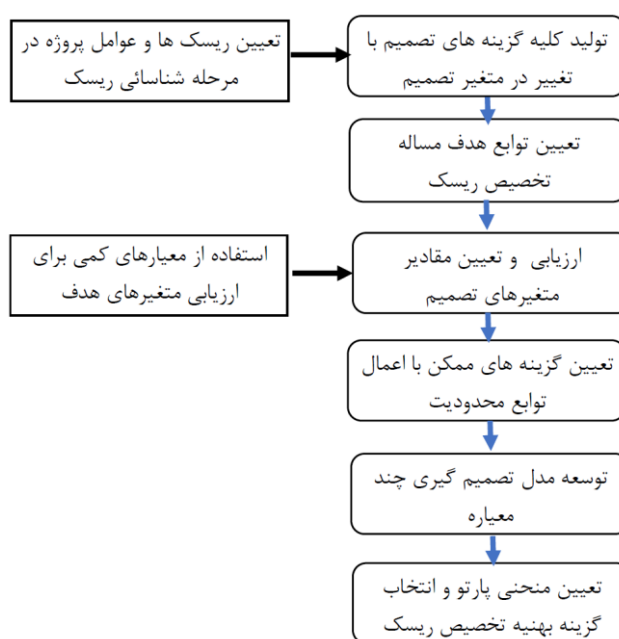 تعیین ریسک ها و عوامل پروژه در
مرحله شناسائی ریسک
تولید کلیه گزینه های تصمیم با
تغییر در متغیر تصمیم
تعیین توابع هدف مساله
تخصیص ریسک
استفاده از معیارهای کمی برای
ارزیابی متغیرهای هدف
ارزیابی و تعیین مقادیر
متغیرهای تصمیم
تعیین گزینه های ممکن با اعمال
توابع محدودیت
توسعه مدل تصمیم گیری چند
معیاره
تعیین منحنی پارتو و انتخاب
گزینه بهنیه تخصیص ریسک